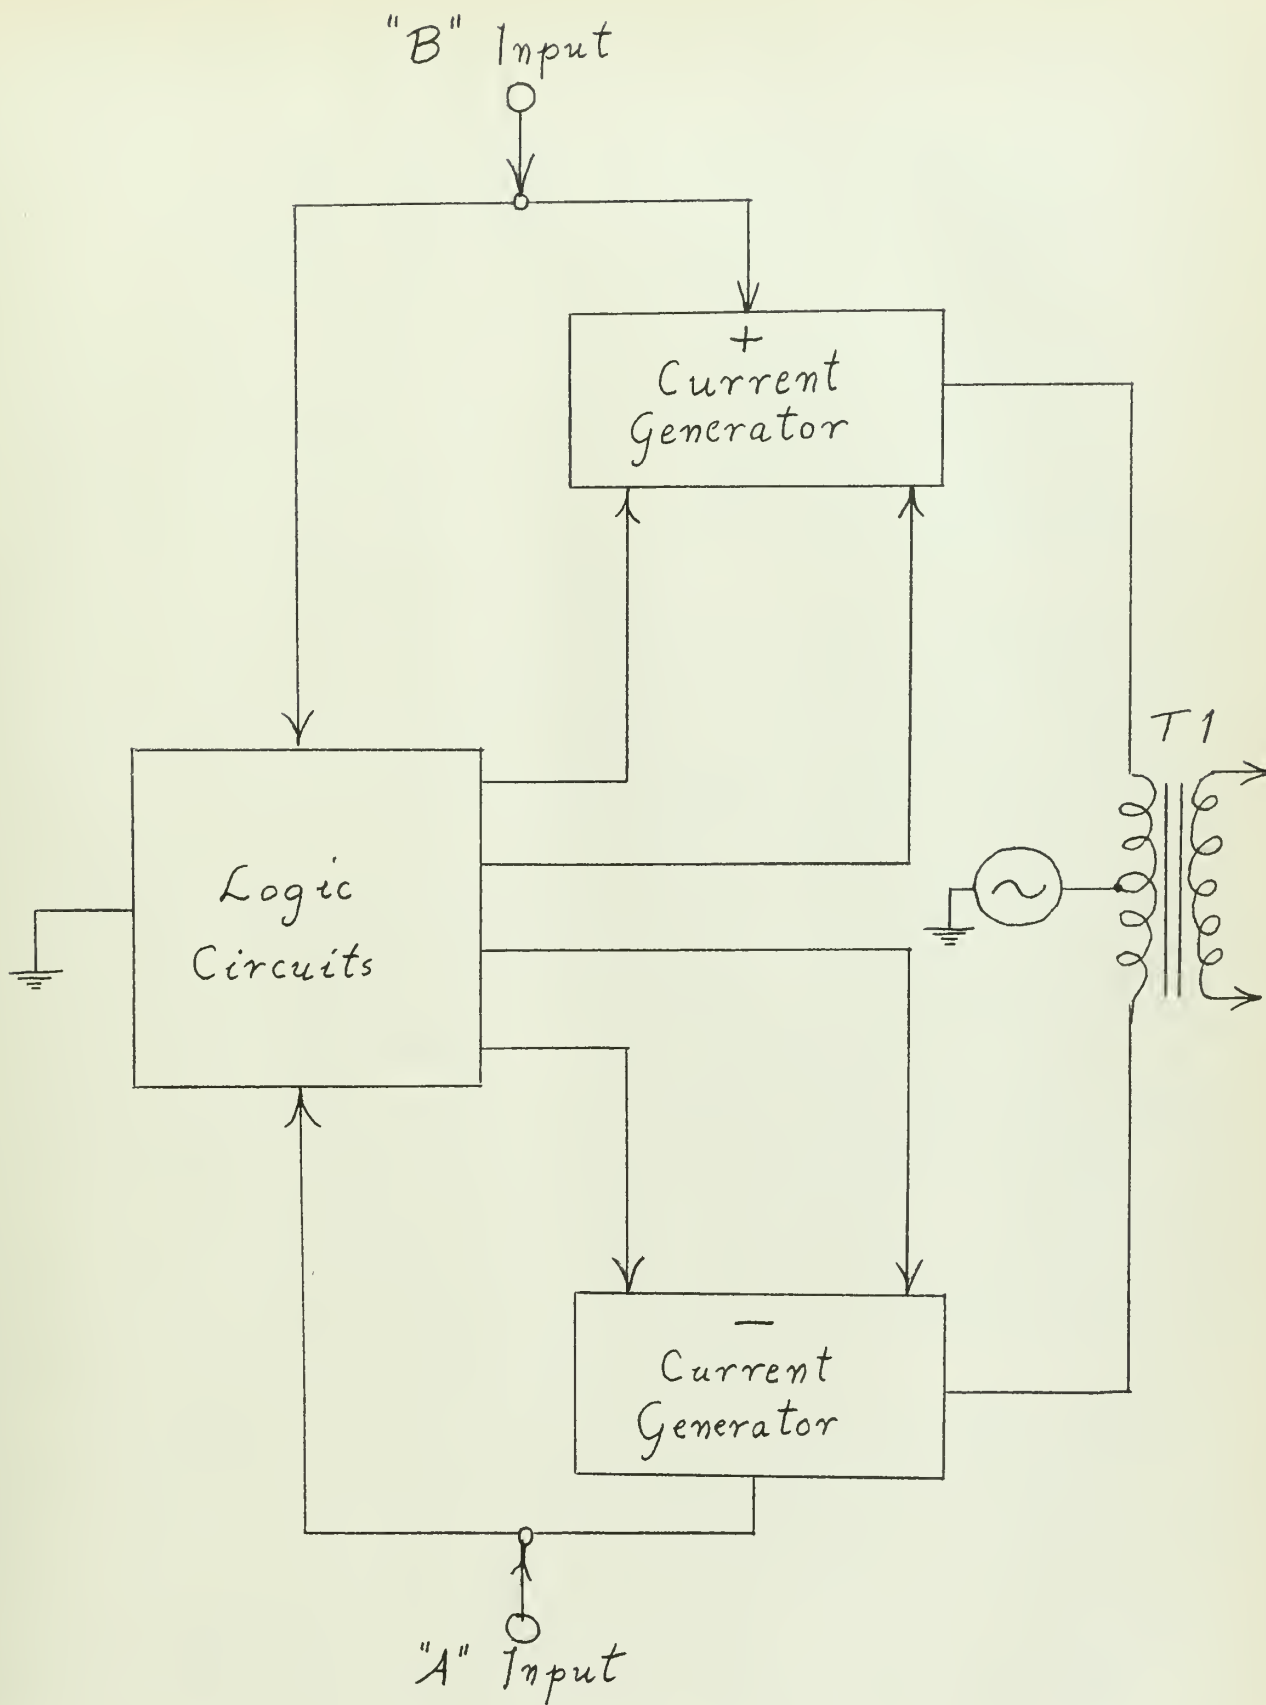 "B" Input
+
Current
Generator
T1
Logic
Circuits
−
Current
Generator
"A" Input